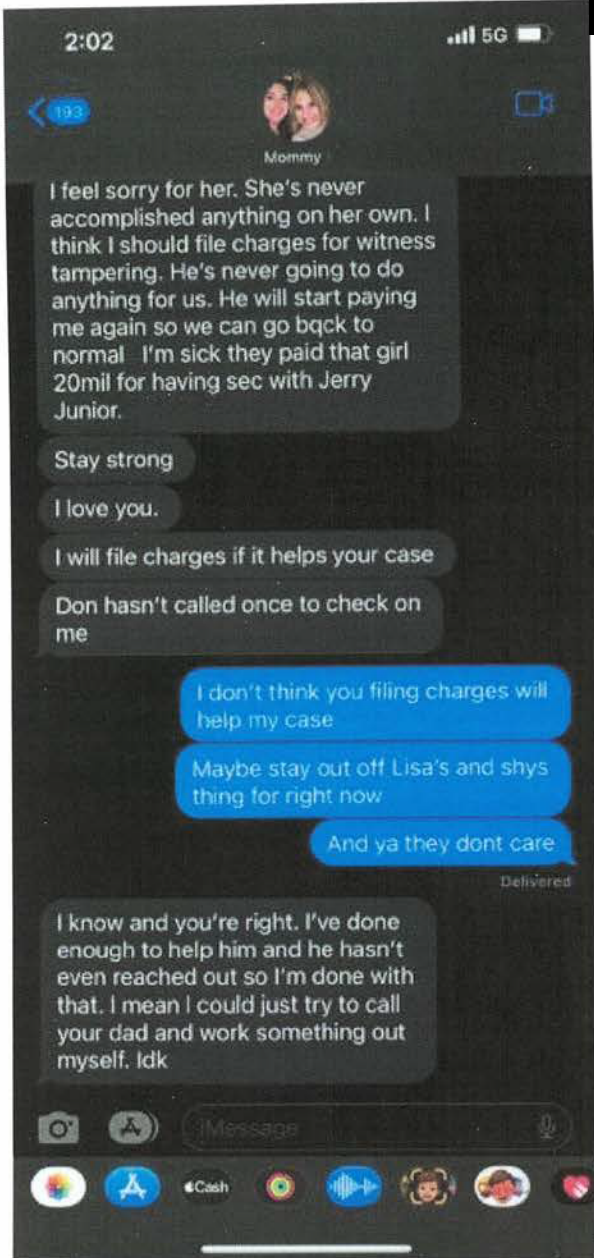 2:02
5G
193
Mommy
I feel sorry for her. She's never
accomplished anything on her own. I
think I should file charges for witness
tampering. He's never going to do
anything for us. He will start paying
me again so we can go bqck to
normal   I'm sick they paid that girl
20mil for having sec with Jerry
Junior.
Stay strong
I love you.
I will file charges if it helps your case
Don hasn't called once to check on
me
I don't think you filing charges will
help my case
Maybe stay out off Lisa's and shys
thing for right now
And ya they dont care
Delivered
I know and you're right. I've done
enough to help him and he hasn't
even reached out so I'm done with
that. I mean I could just try to call
your dad and work something out
myself. Idk
iMessage
Cash